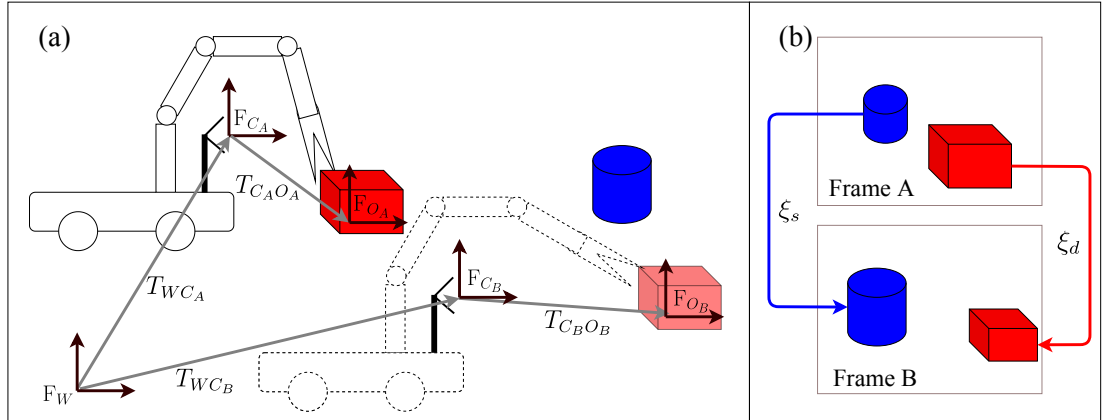 (a)
F_{C_A}
T_{C_A O_A}
F_{O_A}
T_{WC_A}
F_{C_B}
F_{O_B}
T_{C_B O_B}
T_{WC_B}
F_W
(b)
Frame A
ξ_s
ξ_d
Frame B